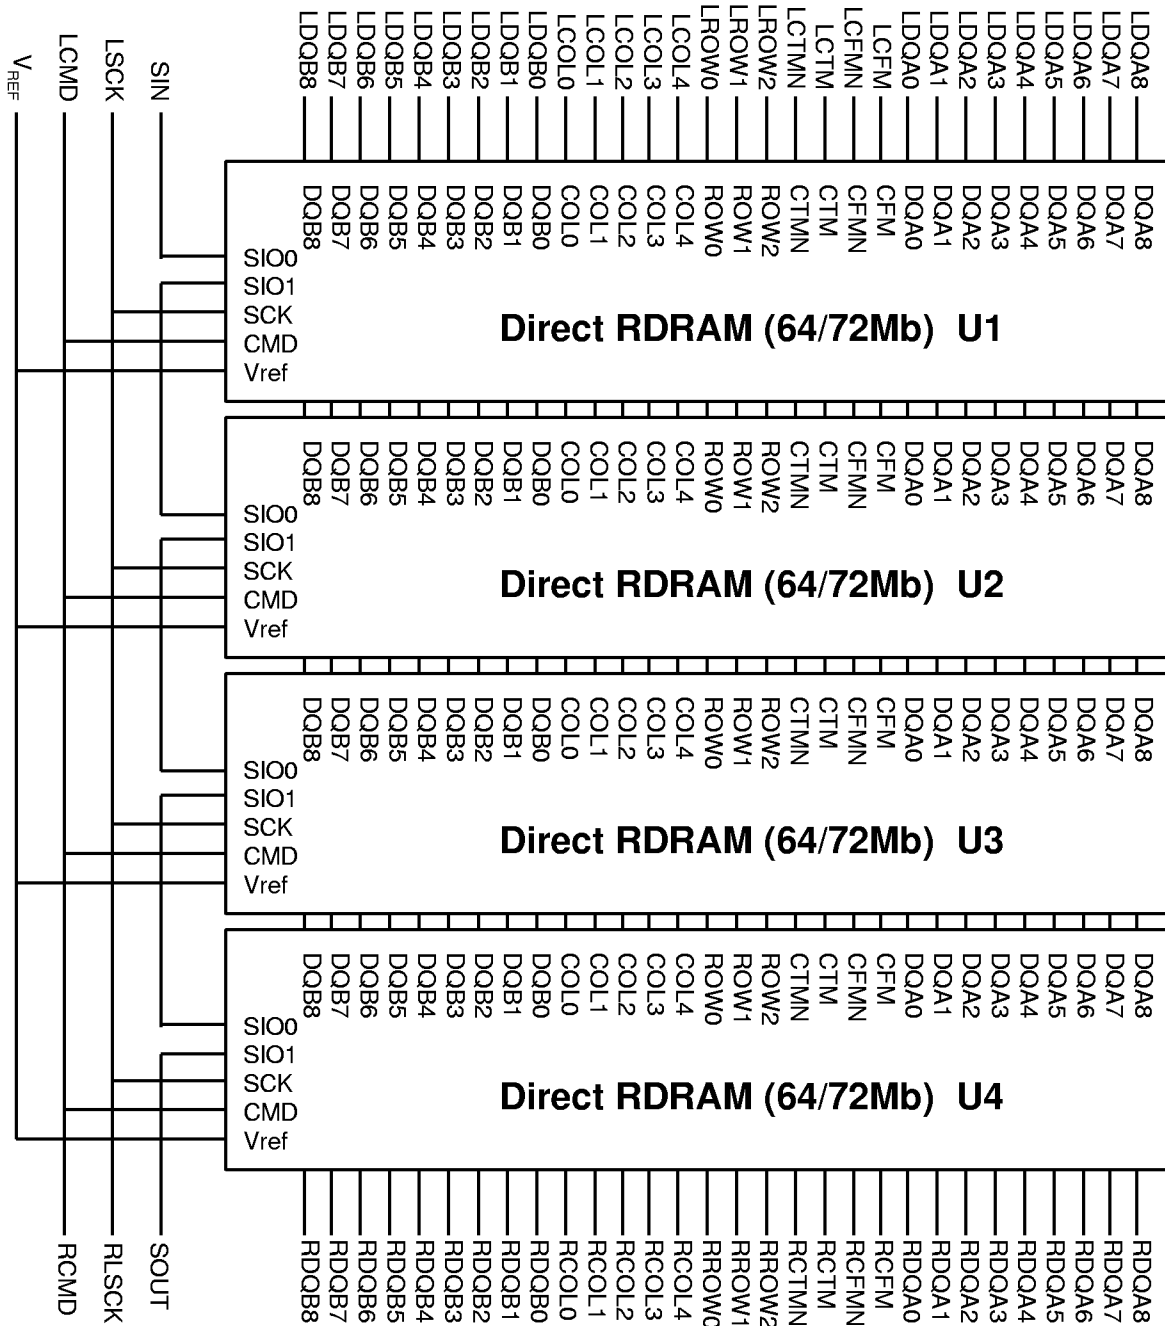 VREF
LCMD
LSCK
SIN
LDQB8
LDQB7
LDQB6
LDQB5
LDQB4
LDQB3
LDQB2
LDQB1
LDQB0
LCOL0
LCOL1
LCOL2
LCOL3
LCOL4
LROW0
LROW1
LROW2
LCTMN
LCTM
LCFMN
LCFM
LDQA0
LDQA1
LDQA2
LDQA3
LDQA4
LDQA5
LDQA6
LDQA7
LDQA8
DQB8
DQB7
DQB6
DQB5
DQB4
DQB3
DQB2
DQB1
DQB0
COL0
COL1
COL2
COL3
COL4
ROW0
ROW1
ROW2
CTMN
CTM
CFMN
CFM
DQA0
DQA1
DQA2
DQA3
DQA4
DQA5
DQA6
DQA7
DQA8
SIO0
SIO1
SCK
CMD
Vref
Direct RDRAM (64/72Mb) U1
DQB8
DQB7
DQB6
DQB5
DQB4
DQB3
DQB2
DQB1
DQB0
COL0
COL1
COL2
COL3
COL4
ROW0
ROW1
ROW2
CTMN
CTM
CFMN
CFM
DQA0
DQA1
DQA2
DQA3
DQA4
DQA5
DQA6
DQA7
DQA8
SIO0
SIO1
SCK
CMD
Vref
Direct RDRAM (64/72Mb) U2
DQB8
DQB7
DQB6
DQB5
DQB4
DQB3
DQB2
DQB1
DQB0
COL0
COL1
COL2
COL3
COL4
ROW0
ROW1
ROW2
CTMN
CTM
CFMN
CFM
DQA0
DQA1
DQA2
DQA3
DQA4
DQA5
DQA6
DQA7
DQA8
SIO0
SIO1
SCK
CMD
Vref
Direct RDRAM (64/72Mb) U3
DQB8
DQB7
DQB6
DQB5
DQB4
DQB3
DQB2
DQB1
DQB0
COL0
COL1
COL2
COL3
COL4
ROW0
ROW1
ROW2
CTMN
CTM
CFMN
CFM
DQA0
DQA1
DQA2
DQA3
DQA4
DQA5
DQA6
DQA7
DQA8
SIO0
SIO1
SCK
CMD
Vref
Direct RDRAM (64/72Mb) U4
RCMD
RLSCK
SOUT
RDQB8
RDQB7
RDQB6
RDQB5
RDQB4
RDQB3
RDQB2
RDQB1
RDQB0
RCOL0
RCOL1
RCOL2
RCOL3
RCOL4
RROW0
RROW1
RROW2
RCTMN
RCTM
RCFMN
RCFM
RDQA0
RDQA1
RDQA2
RDQA3
RDQA4
RDQA5
RDQA6
RDQA7
RDQA8